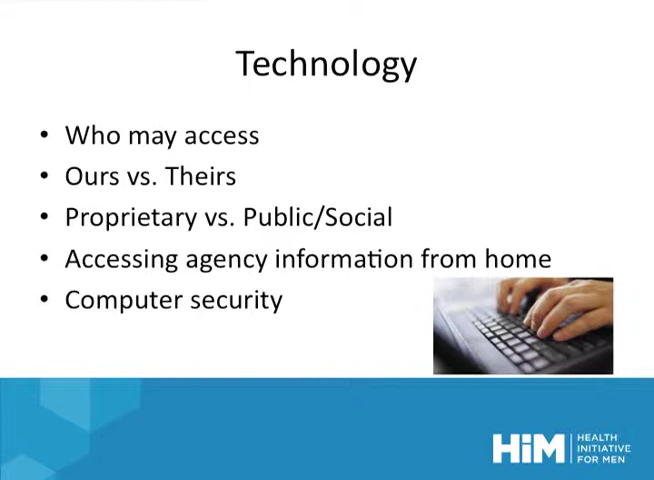 Technology
• Who may access
• Ours vs. Theirs
• Proprietary vs. Public/Social
• Accessing agency information from home
• Computer security
HiM
HEALTH
INITIATIVE
FOR MEN